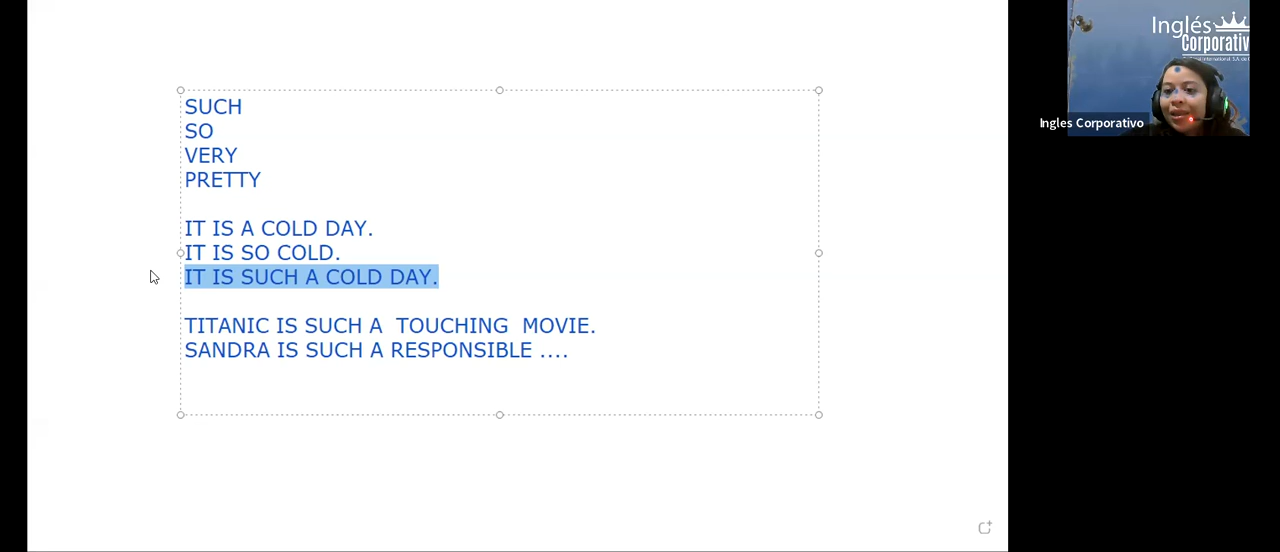 SUCH
SO
VERY
PRETTY
IT IS A COLD DAY.
IT IS SO COLD.
IT IS SUCH A COLD DAY.
TITANIC IS SUCH A  TOUCHING  MOVIE.
SANDRA IS SUCH A RESPONSIBLE ....
Inglés
Corporativ
Ingles Corporativo